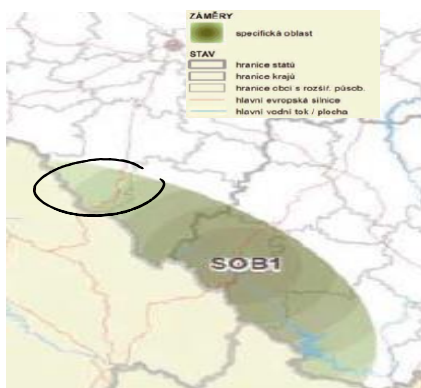 ZÁMĚRY
specifická oblast
STAV
hranice států
hranice krajů
hranice obcí s rozšíř. působ.
hlavní evropská silnice
hlavní vodní tok / plocha
SOB1